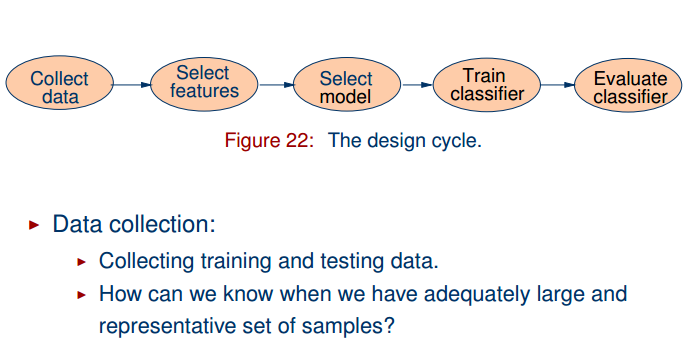 Collect
data
Select
features
Select
model
Train
classifier
Evaluate
classifier
Figure 22: The design cycle.
Data collection:
Collecting training and testing data.
How can we know when we have adequately large and
representative set of samples?